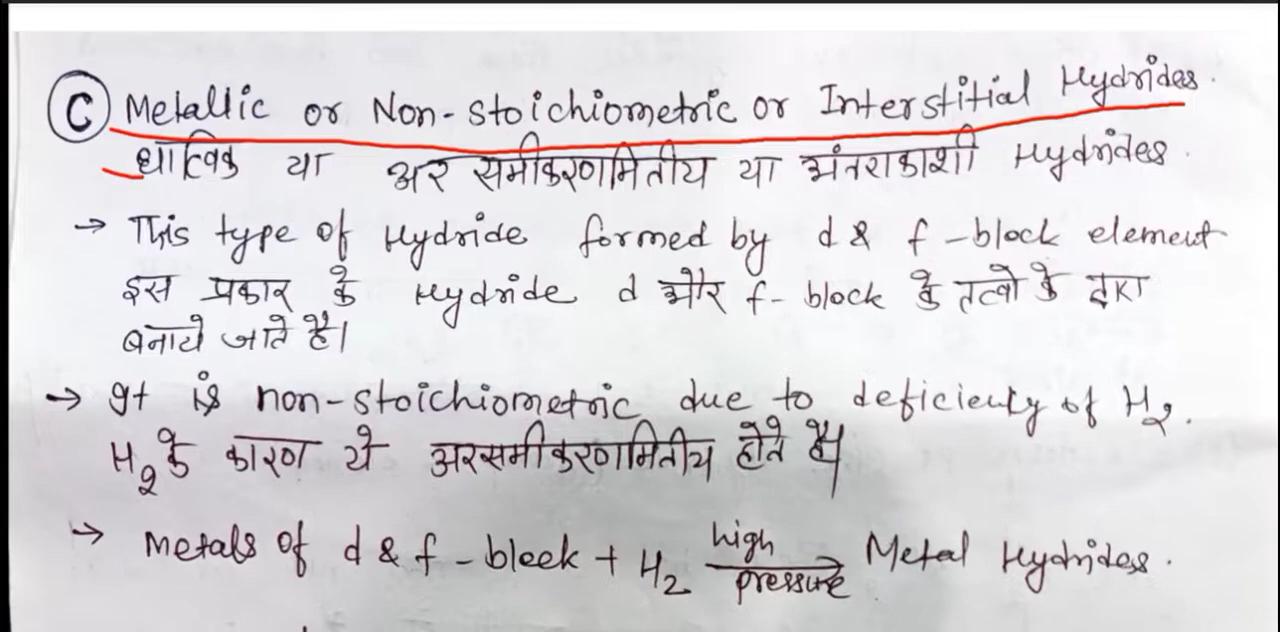 (C) Metallic or Non-stoichiometric or Interstitial Hydrides.
धात्विक या अर समीकरणमितीय या अंतराकाशी Hydrides.
→ This type of Hydride formed by d & f -block element
इस प्रकार के Hydride d और f- block के तत्वो के द्वारा
बनाये जाते है।
→ It is non-stoichiometric due to deficienty of H2.
H2 के कारण ये अरसमीकरणमितीय होते है।
→ Metals of d & f - block + H2 high pressure → Metal Hydrides.